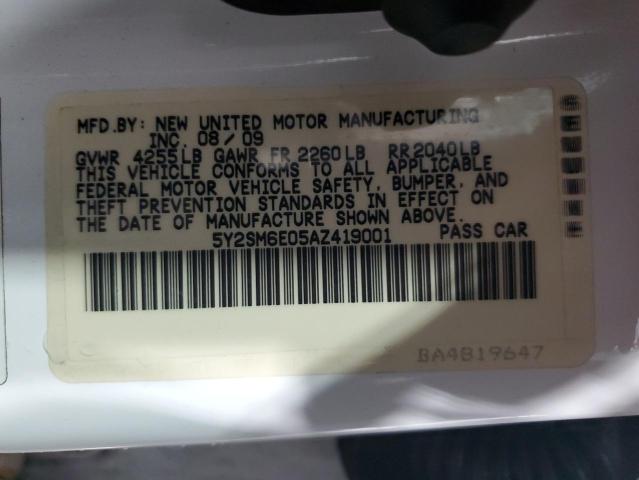 MFD.BY: NEW UNITED MOTOR MANUFACTURING
INC. 08/09
GVWR 4255LB GAWR FR 2260LB RR2040LB
THIS VEHICLE CONFORMS TO ALL APPLICABLE
FEDERAL MOTOR VEHICLE SAFETY, BUMPER, AND
THEFT PREVENTION STANDARDS IN EFFECT ON
THE DATE OF MANUFACTURE SHOWN ABOVE.
5Y2SM6E05AZ419001 PASS CAR
BA4819647